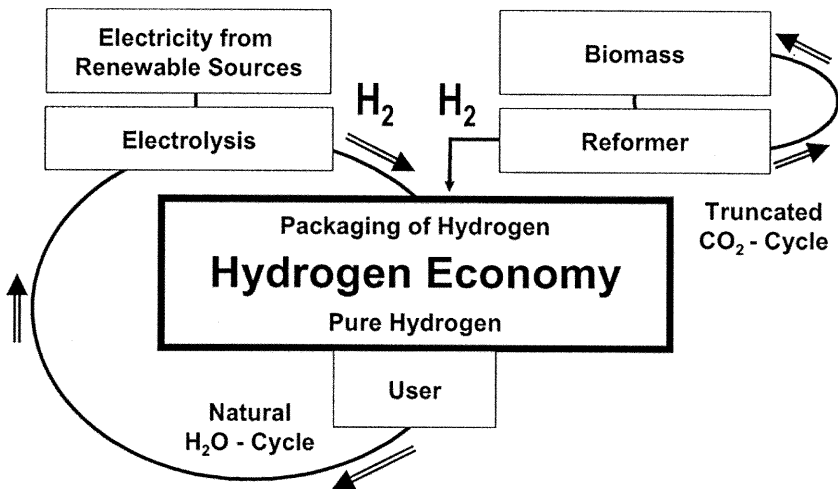 Electricity from
Renewable Sources
Electrolysis
H₂
H₂
Biomass
Reformer
Truncated
CO₂ - Cycle
Packaging of Hydrogen
Hydrogen Economy
Pure Hydrogen
User
Natural
H₂O - Cycle